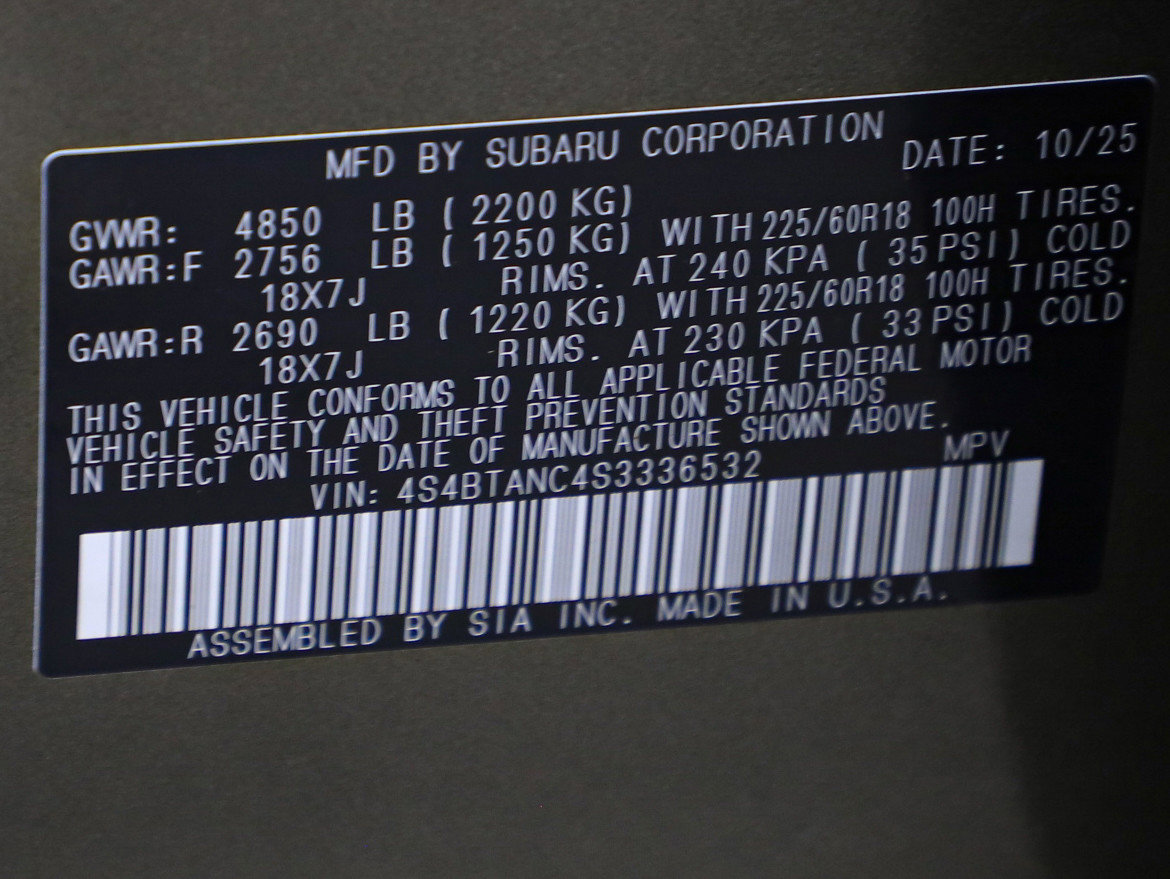 MFD BY SUBARU CORPORATION DATE: 10/25
GVWR: 4850 LB ( 2200 KG)
GAWR:F 2756 LB ( 1250 KG) WITH 225/60R18 100H TIRES.
18X7J RIMS. AT 240 KPA ( 35 PSI) COLD
GAWR:R 2690 LB ( 1220 KG) WITH 225/60R18 100H TIRES.
18X7J RIMS. AT 230 KPA ( 33 PSI) COLD
THIS VEHICLE CONFORMS TO ALL APPLICABLE FEDERAL MOTOR
VEHICLE SAFETY AND THEFT PREVENTION STANDARDS
IN EFFECT ON THE DATE OF MANUFACTURE SHOWN ABOVE.
VIN: 4S4BTANC4S3336532 MPV
ASSEMBLED BY SIA INC. MADE IN U.S.A.